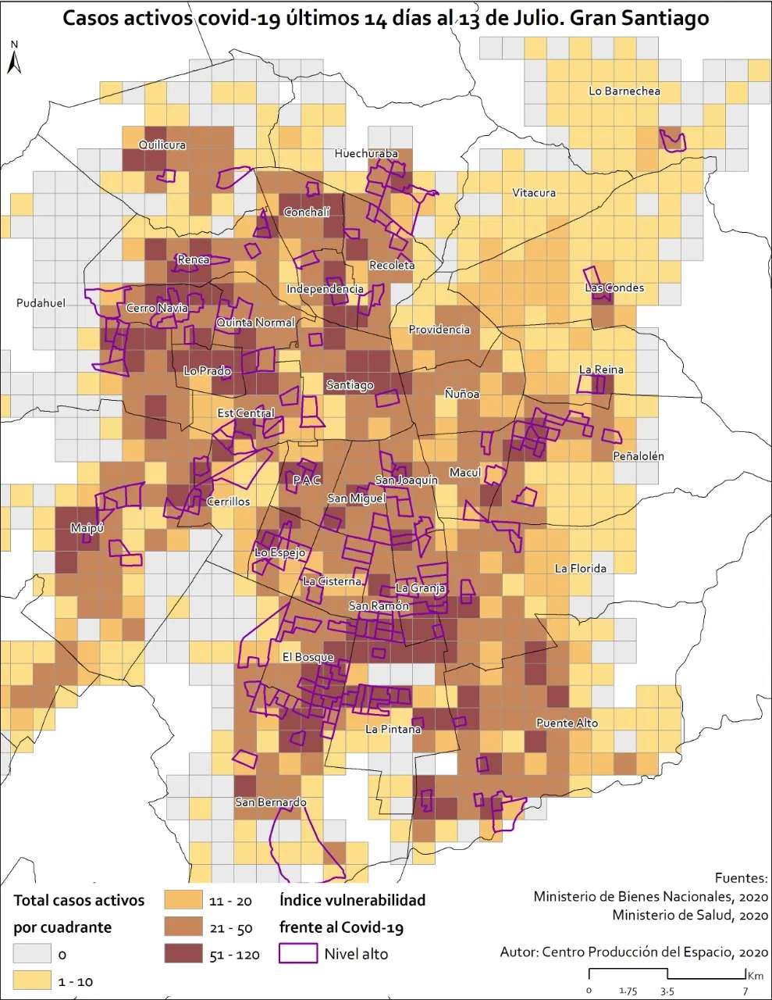 Casos activos covid-19 últimos 14 días al 13 de Julio. Gran Santiago
N
Lo Barnechea
Quilicura
Huechuraba
Vitacura
Conchalí
Renca
Recoleta
Independencia
Las Condes
Pudahuel
Cerro Navia
Quinta Normal
Providencia
Lo Prado
La Reina
Santiago
Ñuñoa
Est Central
Peñalolén
Macul
P A C
San Joaquín
San Miguel
Cerrillos
Maipú
Lo Espejo
La Florida
La Cisterna
La Granja
San Ramón
El Bosque
Puente Alto
La Pintana
San Bernardo
Total casos activos
por cuadrante
0
1 - 10
11 - 20
21 - 50
51 - 120
Índice vulnerabilidad
frente al Covid-19
Nivel alto
Fuentes:
Ministerio de Bienes Nacionales, 2020
Ministerio de Salud, 2020
Autor: Centro Producción del Espacio, 2020
Km
0 1.75 3.5 7